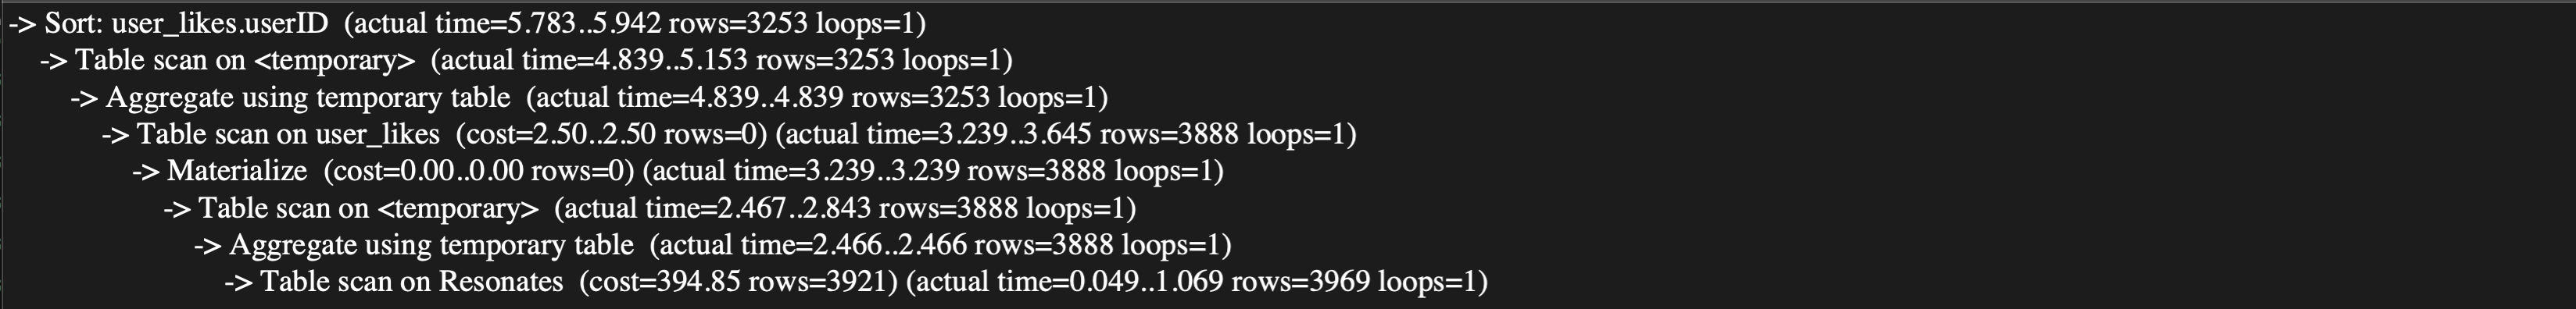 -> Sort: user_likes.userID  (actual time=5.783..5.942 rows=3253 loops=1)
-> Table scan on <temporary>  (actual time=4.839..5.153 rows=3253 loops=1)
-> Aggregate using temporary table  (actual time=4.839..4.839 rows=3253 loops=1)
-> Table scan on user_likes  (cost=2.50..2.50 rows=0) (actual time=3.239..3.645 rows=3888 loops=1)
-> Materialize  (cost=0.00..0.00 rows=0) (actual time=3.239..3.239 rows=3888 loops=1)
-> Table scan on <temporary>  (actual time=2.467..2.843 rows=3888 loops=1)
-> Aggregate using temporary table  (actual time=2.466..2.466 rows=3888 loops=1)
-> Table scan on Resonates  (cost=394.85 rows=3921) (actual time=0.049..1.069 rows=3969 loops=1)